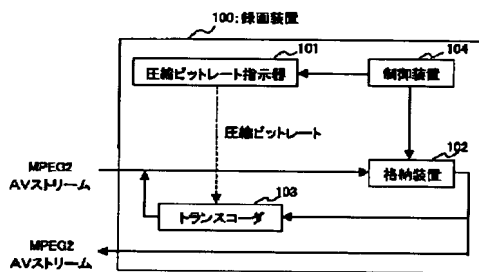 100:録画装置
101
圧縮ビットレート指示器
104
制御装置
圧縮ビットレート
102
格納装置
MPEG2
AVストリーム
103
トランスコーダ
MPEG2
AVストリーム